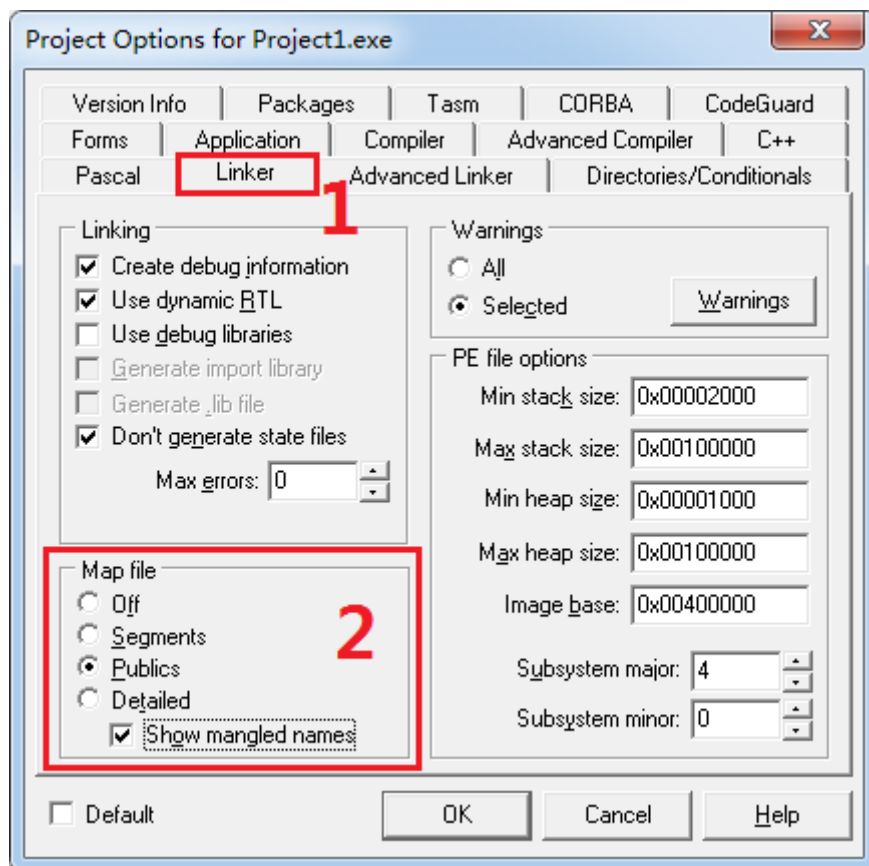 Project Options for Project1.exe
Version Info Packages Tasm CORBA CodeGuard
Forms Application Compiler Advanced Compiler C++
Pascal Linker Advanced Linker Directories/Conditionals
1
Linking
Create debug information
Use dynamic RTL
Use debug libraries
Generate import library
Generate .lib file
Don't generate state files
Max errors: 0
Warnings
All
Selected
Warnings
PE file options
Min stack size: 0x00002000
Max stack size: 0x00100000
Min heap size: 0x00001000
Max heap size: 0x00100000
Image base: 0x00400000
Subsystem major: 4
Subsystem minor: 0
Map file
Off
Segments
Publics
Detailed
Show mangled names
2
Default OK Cancel Help